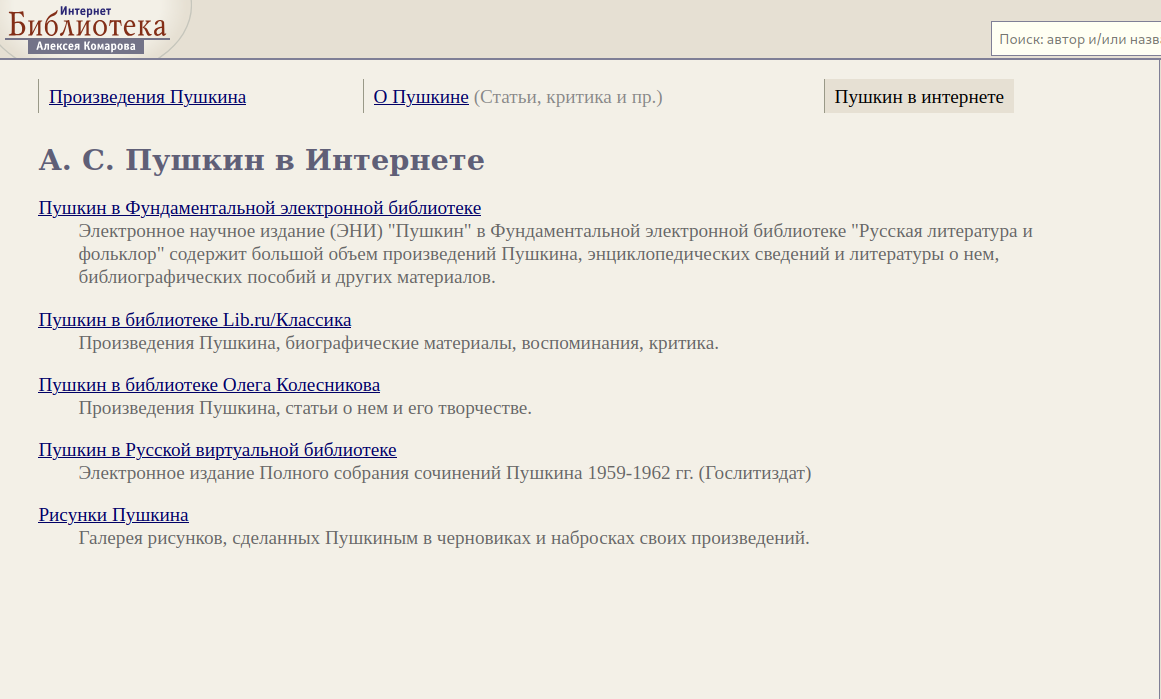 Интернет
Библиотека
Алексея Комарова
Поиск: автор и/или назв
Произведения Пушкина
О Пушкине (Статьи, критика и пр.)
Пушкин в интернете
А. С. Пушкин в Интернете
Пушкин в Фундаментальной электронной библиотеке
Электронное научное издание (ЭНИ) "Пушкин" в Фундаментальной электронной библиотеке "Русская литература и
фольклор" содержит большой объем произведений Пушкина, энциклопедических сведений и литературы о нем,
библиографических пособий и других материалов.
Пушкин в библиотеке Lib.ru/Классика
Произведения Пушкина, биографические материалы, воспоминания, критика.
Пушкин в библиотеке Олега Колесникова
Произведения Пушкина, статьи о нем и его творчестве.
Пушкин в Русской виртуальной библиотеке
Электронное издание Полного собрания сочинений Пушкина 1959-1962 гг. (Гослитиздат)
Рисунки Пушкина
Галерея рисунков, сделанных Пушкиным в черновиках и набросках своих произведений.